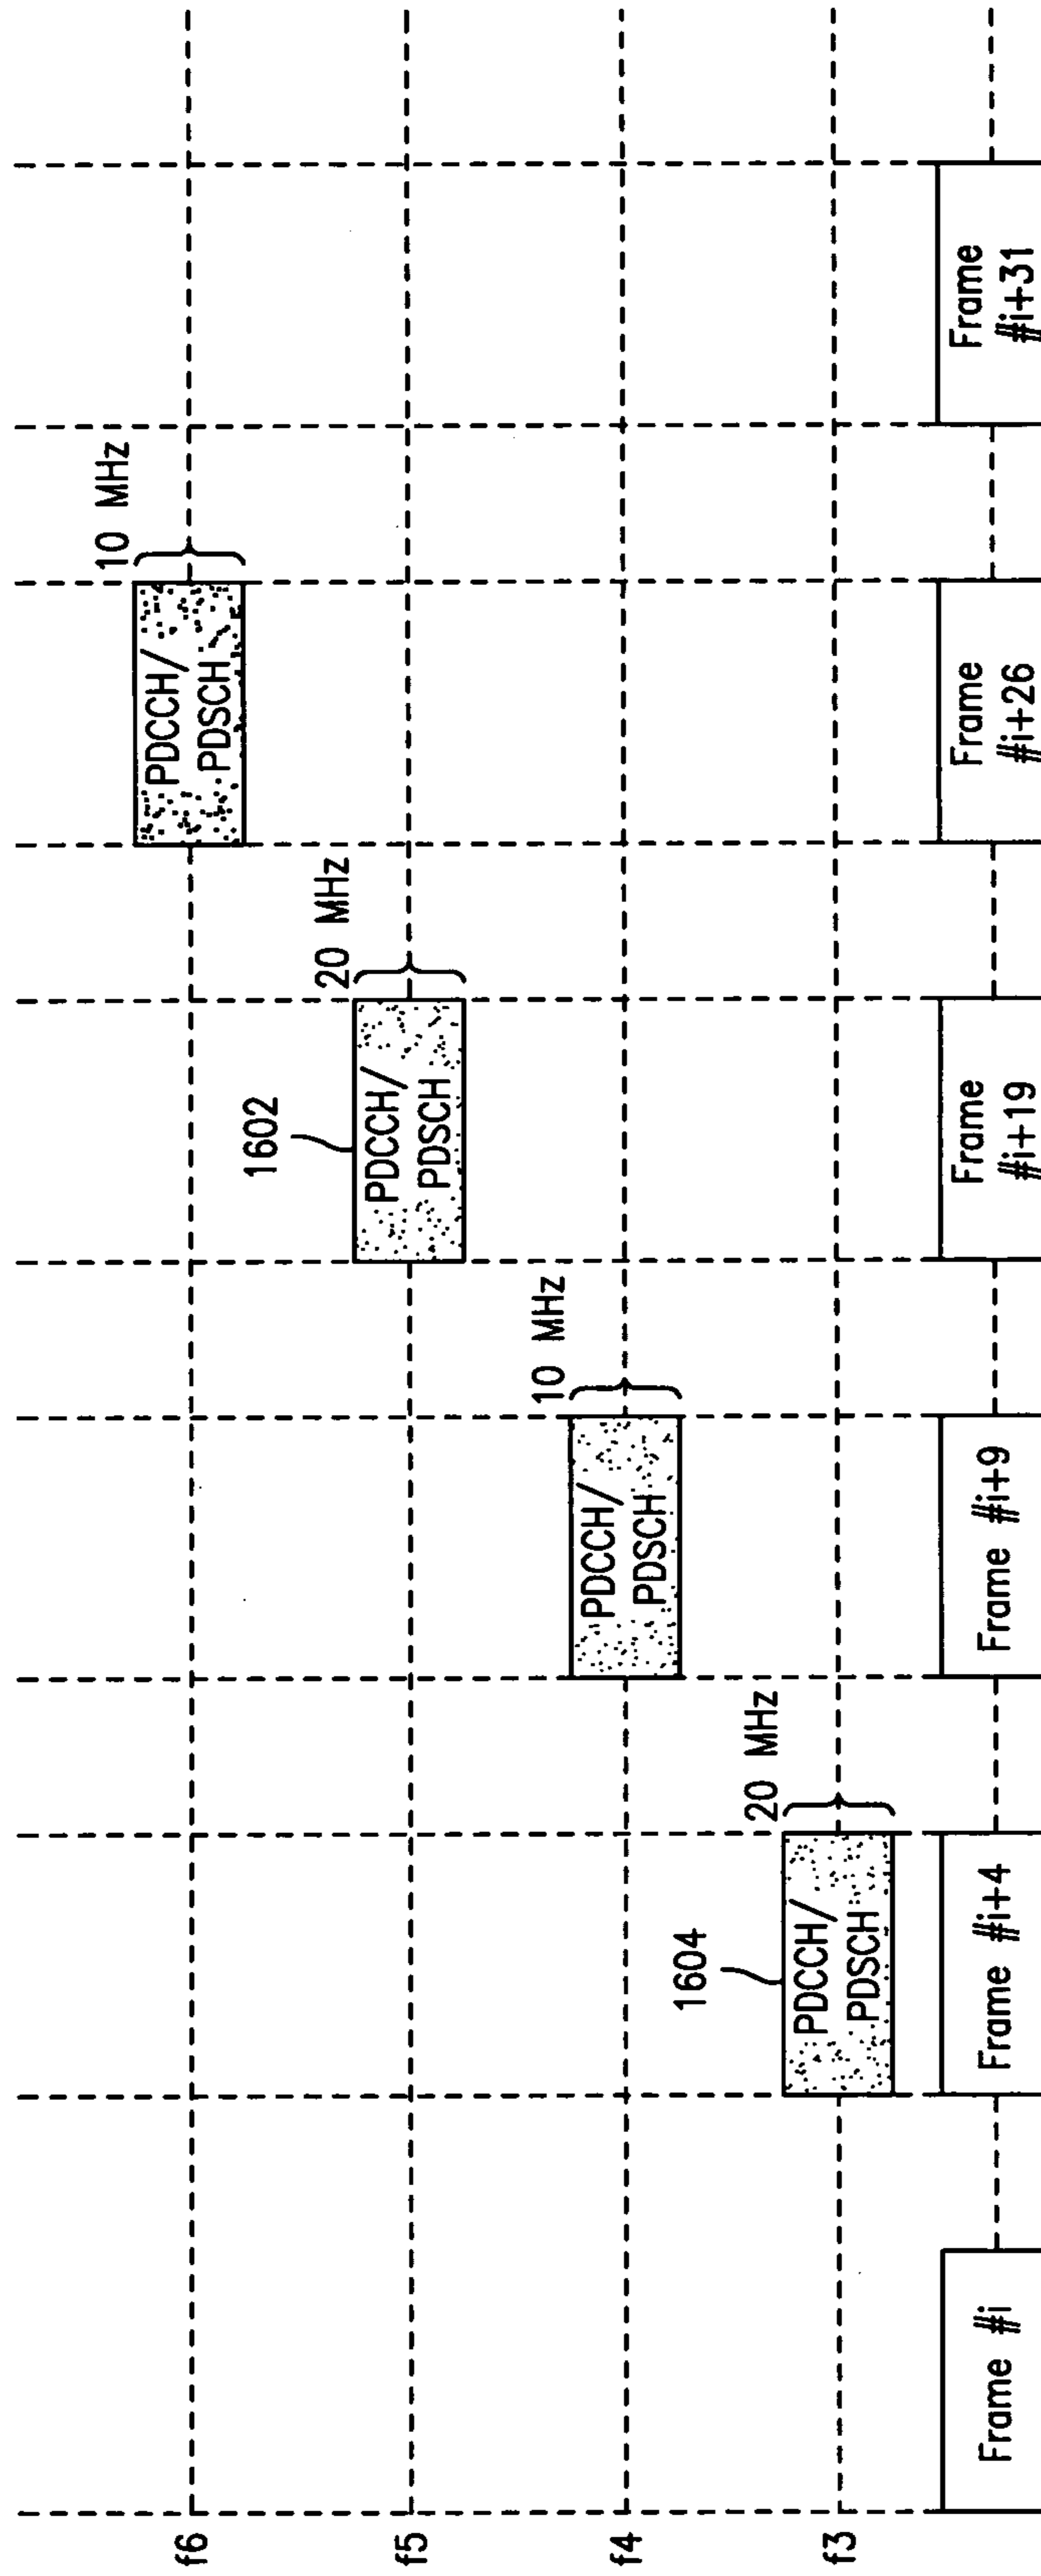 f6
10 MHz
PDCCH/
PDSCH
f5
1602
20 MHz
PDCCH/
PDSCH
f4
10 MHz
PDCCH/
PDSCH
f3
1604
20 MHz
PDCCH/
PDSCH
Frame #i
Frame #i+4
Frame #i+9
Frame
#i+19
Frame
#i+26
Frame
#i+31